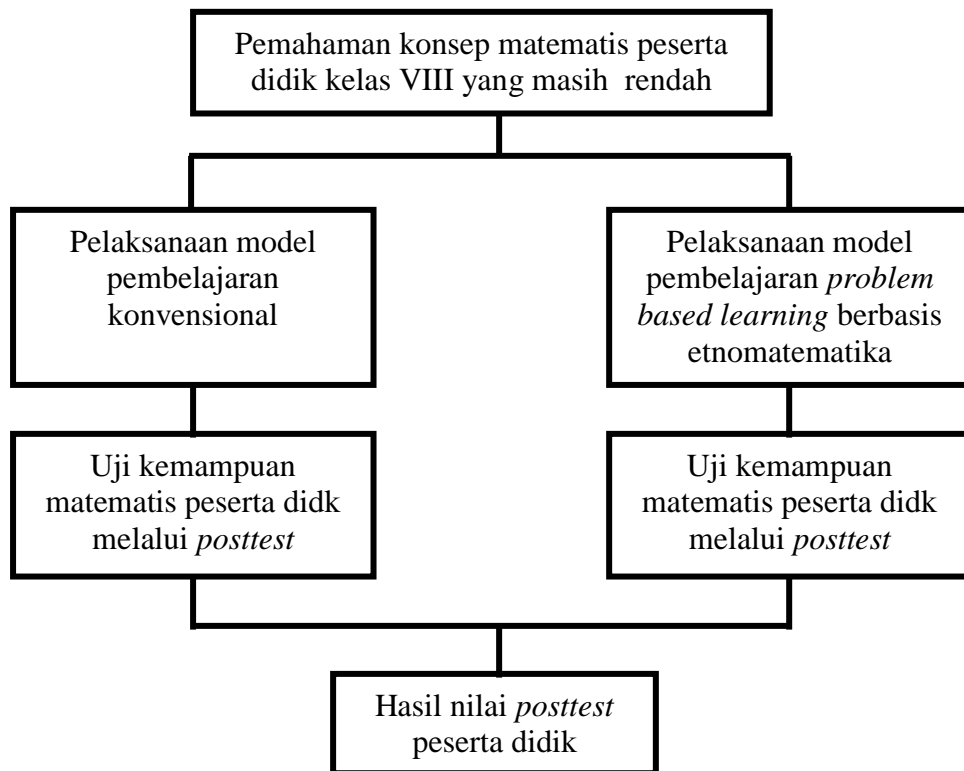 Pemahaman konsep matematis peserta
didik kelas VIII yang masih rendah
Pelaksanaan model
pembelajaran
konvensional
Pelaksanaan model
pembelajaran problem
based learning berbasis
etnomatematika
Uji kemampuan
matematis peserta didk
melalui posttest
Uji kemampuan
matematis peserta didk
melalui posttest
Hasil nilai posttest
peserta didik